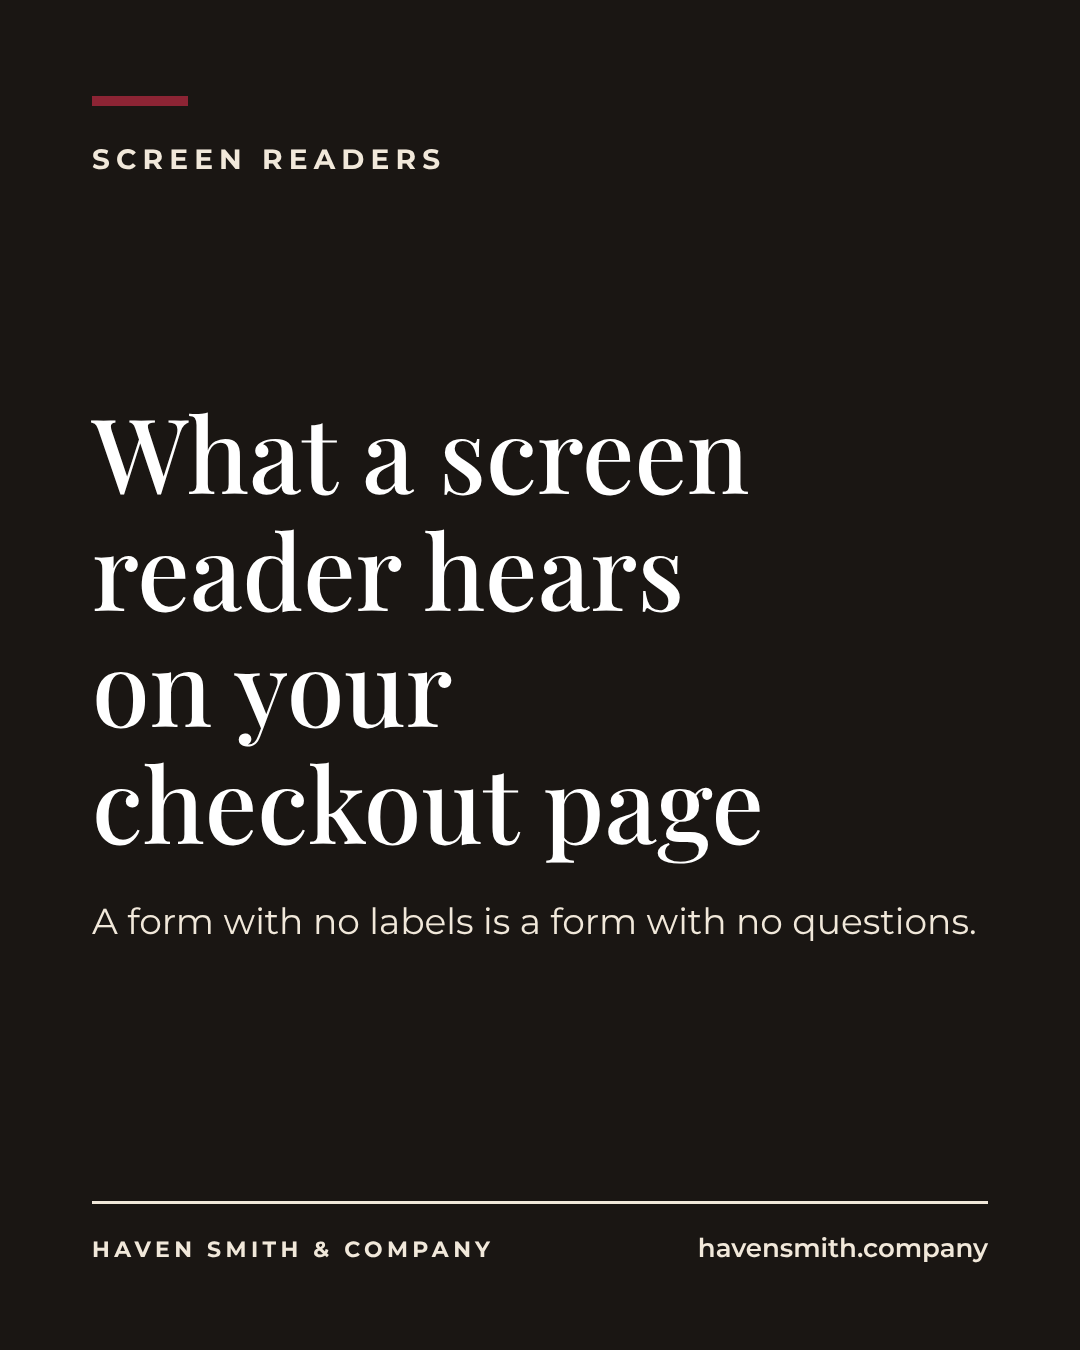 SCREEN READERS
What a screen
reader hears
on your
checkout page
A form with no labels is a form with no questions.
HAVEN SMITH & COMPANY
havensmith.company